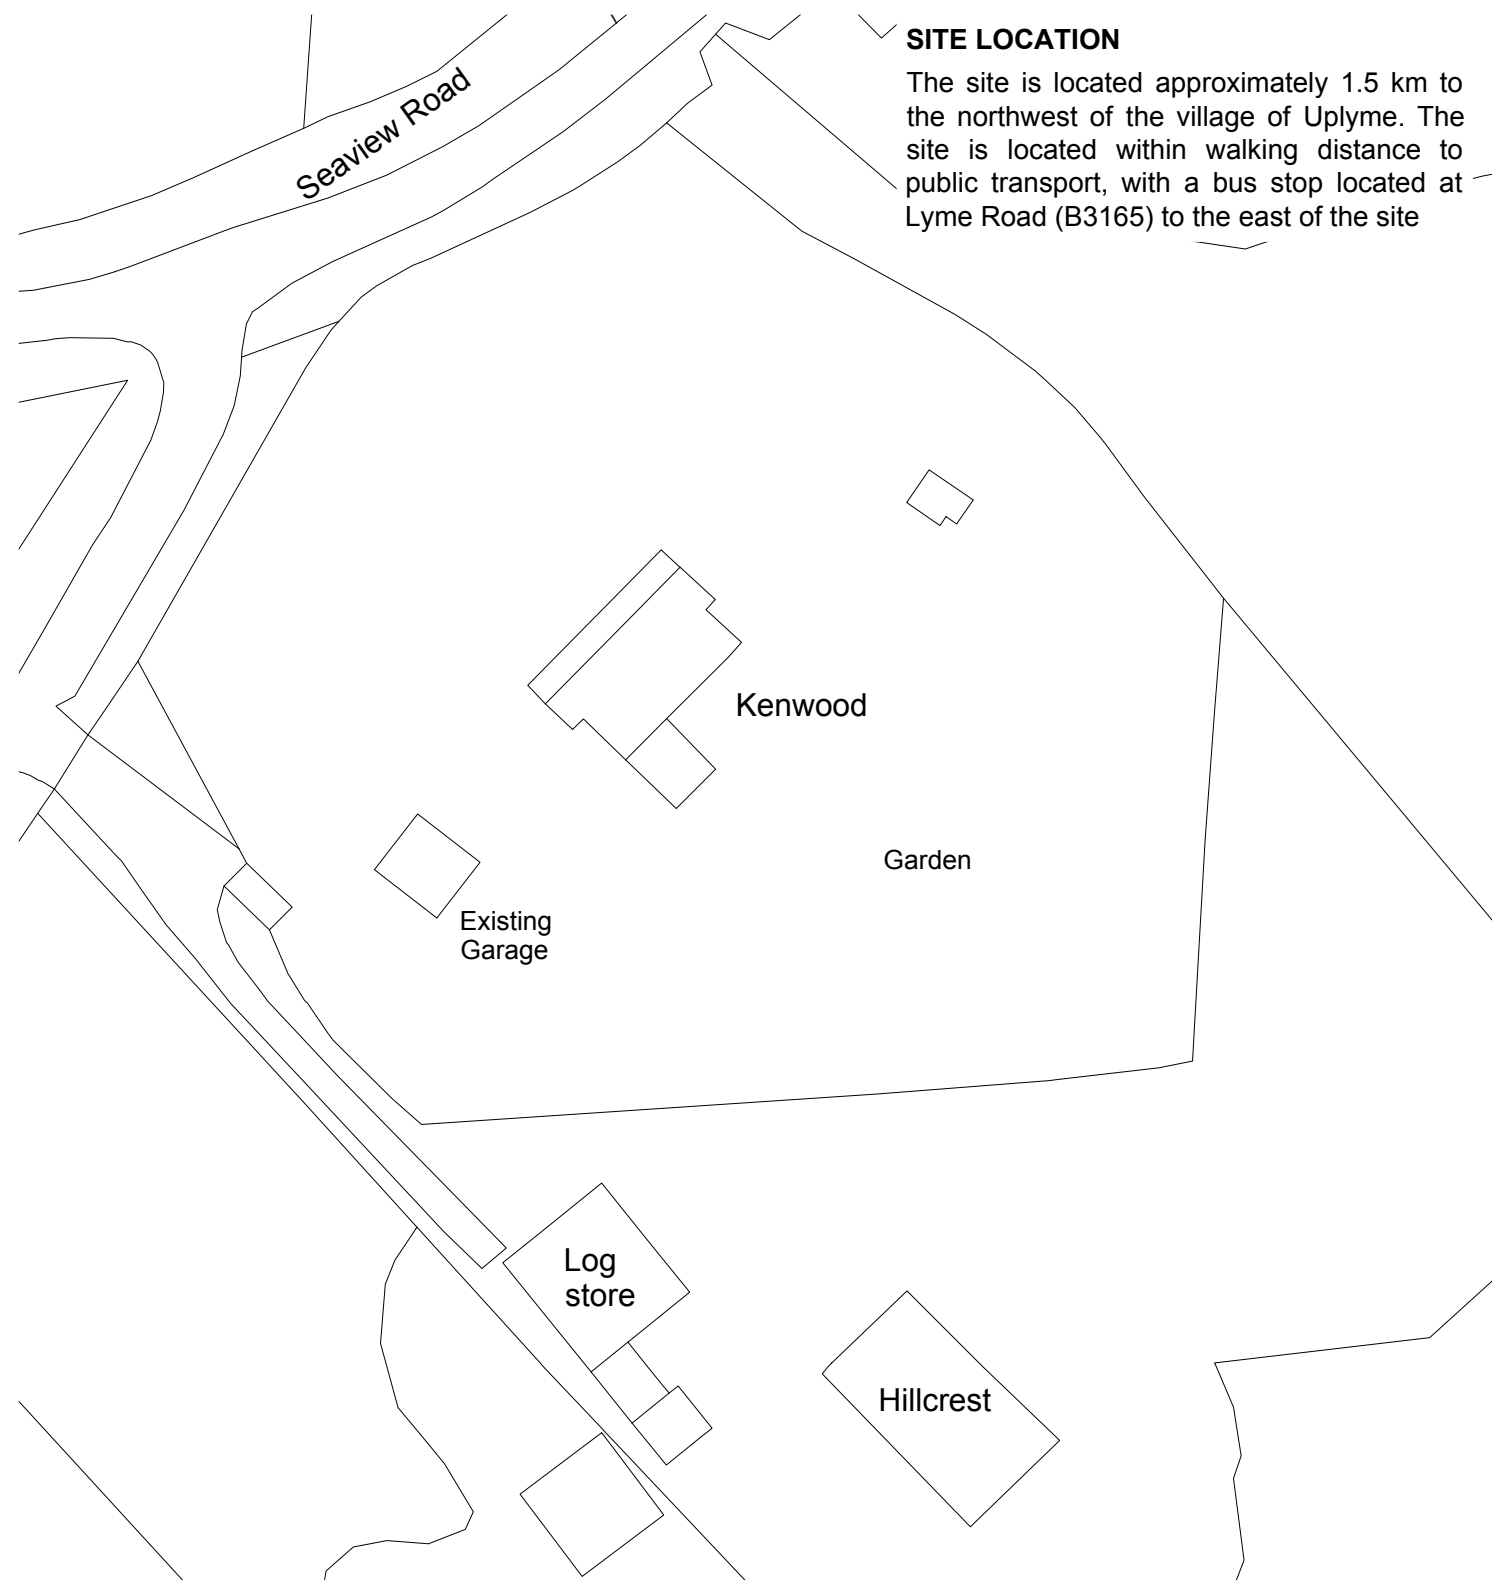 SITE LOCATION
The site is located approximately 1.5 km to
the northwest of the village of Uplyme. The
site is located within walking distance to
public transport, with a bus stop located at
Lyme Road (B3165) to the east of the site
Seaview Road
Kenwood
Garden
Existing
Garage
Log
store
Hillcrest